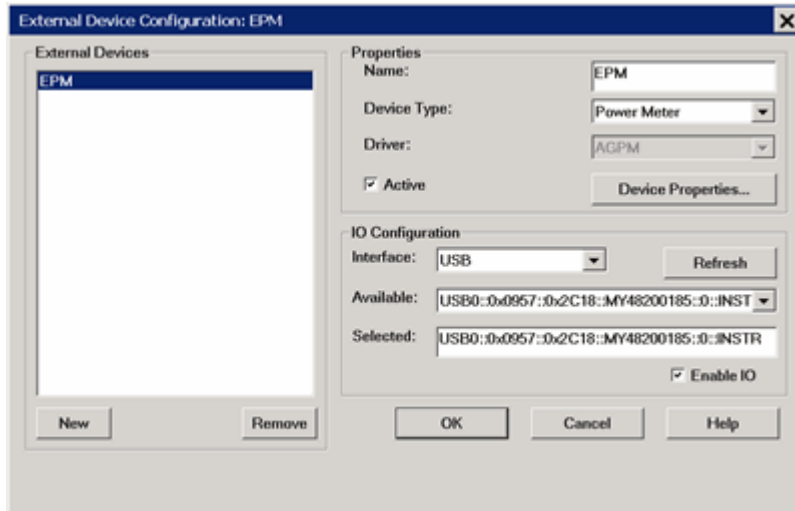 External Device Configuration: EPM
External Devices
EPM
New
Remove
Properties
Name:
EPM
Device Type:
Power Meter
Driver:
AGPM
Active
Device Properties...
IO Configuration
Interface:
USB
Refresh
Available:
USB0::0x0957::0x2C18::MY48200185::0::INST
Selected:
USB0::0x0957::0x2C18::MY48200185::0::INSTR
Enable IO
OK
Cancel
Help